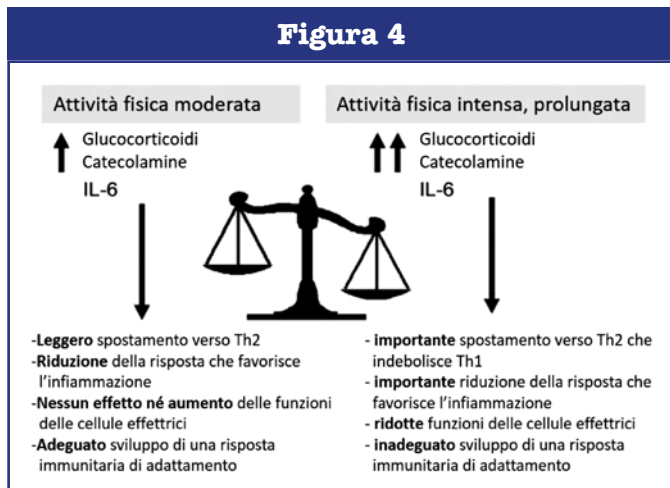 Figura 4
Attività fisica moderata
Glucocorticoidi
Catecolamine
IL-6
-Leggero spostamento verso Th2
-Riduzione della risposta che favorisce
l'infiammazione
-Nessun effetto né aumento delle funzioni
delle cellule effettrici
-Adeguato sviluppo di una risposta
immunitaria di adattamento
Attività fisica intensa, prolungata
Glucocorticoidi
Catecolamine
IL-6
- importante spostamento verso Th2 che
indebolisce Th1
- importante riduzione della risposta che
favorisce l'infiammazione
- ridotte funzioni delle cellule effettrici
- inadeguato sviluppo di una risposta
immunitaria di adattamento